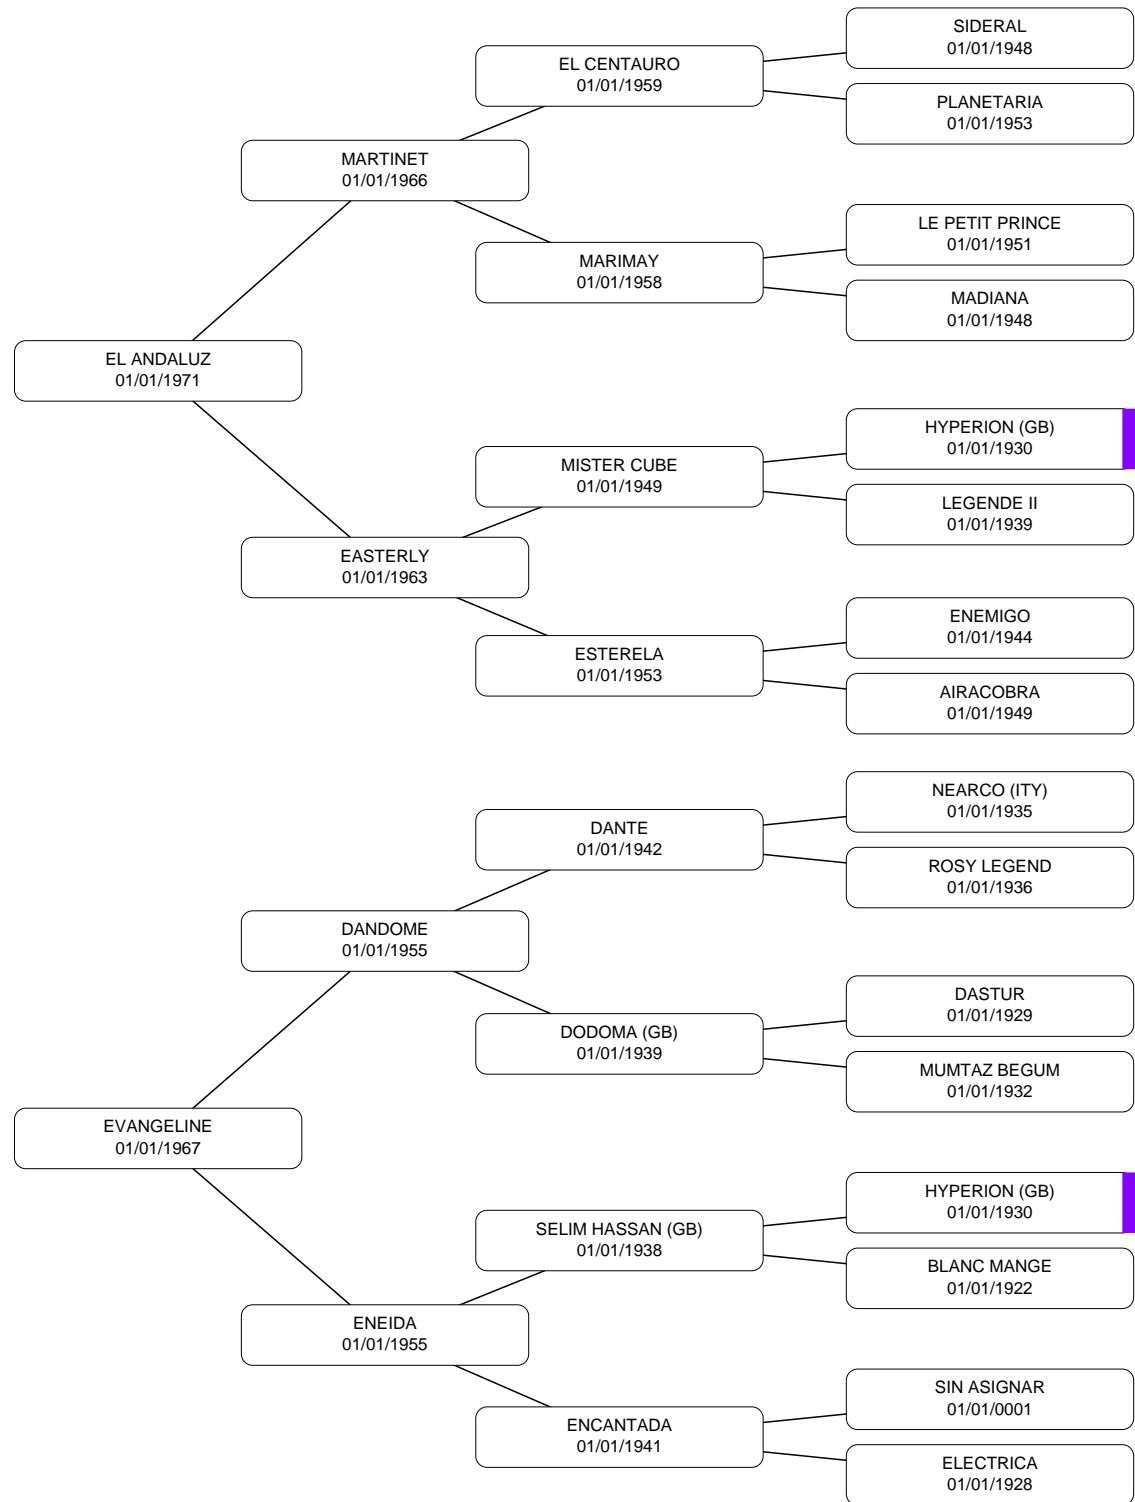 SIDERAL
01/01/1948
EL CENTAURO
01/01/1959
PLANETARIA
01/01/1953
MARTINET
01/01/1966
LE PETIT PRINCE
01/01/1951
MARIMAY
01/01/1958
MADIANA
01/01/1948
EL ANDALUZ
01/01/1971
HYPERION (GB)
01/01/1930
MISTER CUBE
01/01/1949
LEGENDE II
01/01/1939
EASTERLY
01/01/1963
ENEMIGO
01/01/1944
ESTERELA
01/01/1953
AIRACOBRA
01/01/1949
NEARCO (ITY)
01/01/1935
DANTE
01/01/1942
ROSY LEGEND
01/01/1936
DANDOME
01/01/1955
DASTUR
01/01/1929
DODOMA (GB)
01/01/1939
MUMTAZ BEGUM
01/01/1932
EVANGELINE
01/01/1967
HYPERION (GB)
01/01/1930
SELIM HASSAN (GB)
01/01/1938
BLANC MANGE
01/01/1922
ENEIDA
01/01/1955
SIN ASIGNAR
01/01/0001
ENCANTADA
01/01/1941
ELECTRICA
01/01/1928